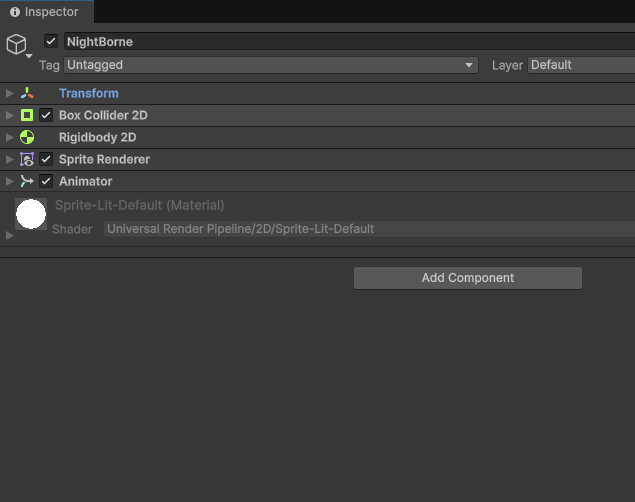 Inspector
NightBorne
Tag Untagged Layer Default
Transform
Box Collider 2D
Rigidbody 2D
Sprite Renderer
Animator
Sprite-Lit-Default (Material)
Shader Universal Render Pipeline/2D/Sprite-Lit-Default
Add Component